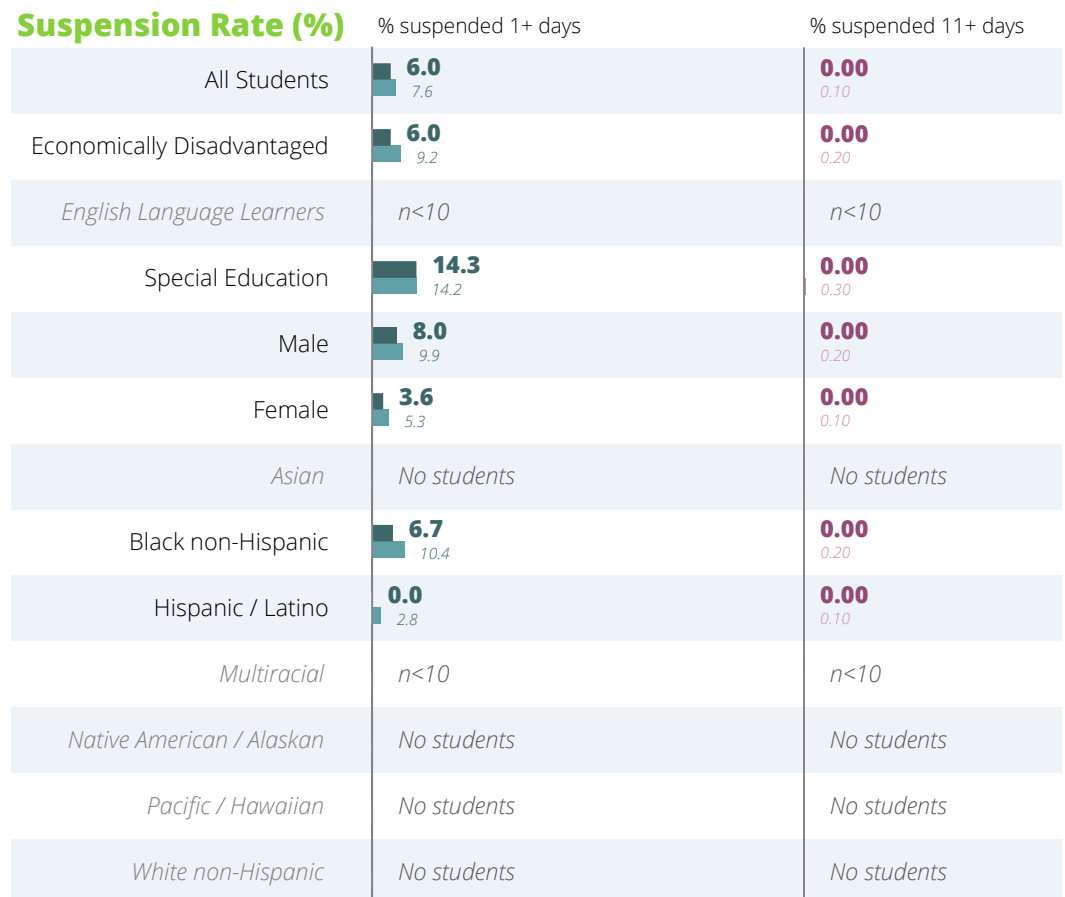 Suspension Rate (%) % suspended 1+ days % suspended 11+ days
All Students 6.0 0.00
7.6 0.10
Economically Disadvantaged 6.0 0.00
9.2 0.20
English Language Learners n<10 n<10
Special Education 14.3 0.00
14.2 0.30
Male 8.0 0.00
9.9 0.20
Female 3.6 0.00
5.3 0.10
Asian No students No students
Black non-Hispanic 6.7 0.00
10.4 0.20
Hispanic / Latino 0.0 0.00
2.8 0.10
Multiracial n<10 n<10
Native American / Alaskan No students No students
Pacific / Hawaiian No students No students
White non-Hispanic No students No students